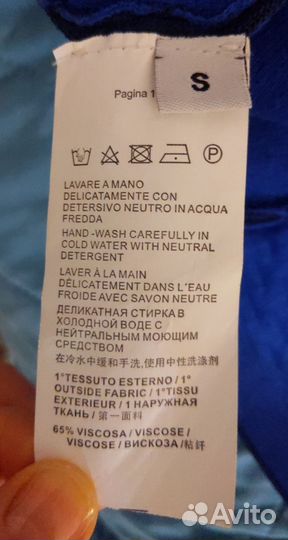 S
Pagina 1
P
LAVARE A MANO
DELICATAMENTE CON
DETERSIVO NEUTRO IN ACQUA
FREDDA
HAND-WASH CAREFULLY IN
COLD WATER WITH NEUTRAL
DETERGENT
LAVER À LA MAIN
DÉLICATEMENT DANS L'EAU
FROIDE AVEC SAVON NEUTRE
ДЕЛИКАТНАЯ СТИРКА В
ХОЛОДНОЙ ВОДЕ С
НЕЙТРАЛЬНЫМ МОЮЩИМ
СРЕДСТВОМ
在冷水中缓和手洗,使用中性洗涤剂
1°TESSUTO ESTERNO / 1°
OUTSIDE FABRIC / 1°TISSU
EXTERIEUR / 1 НАРУЖНАЯ
ТКАНЬ / 第一面料
65% VISCOSA / VISCOSE /
VISCOSE / ВИСКОЗА /粘纤
Avito